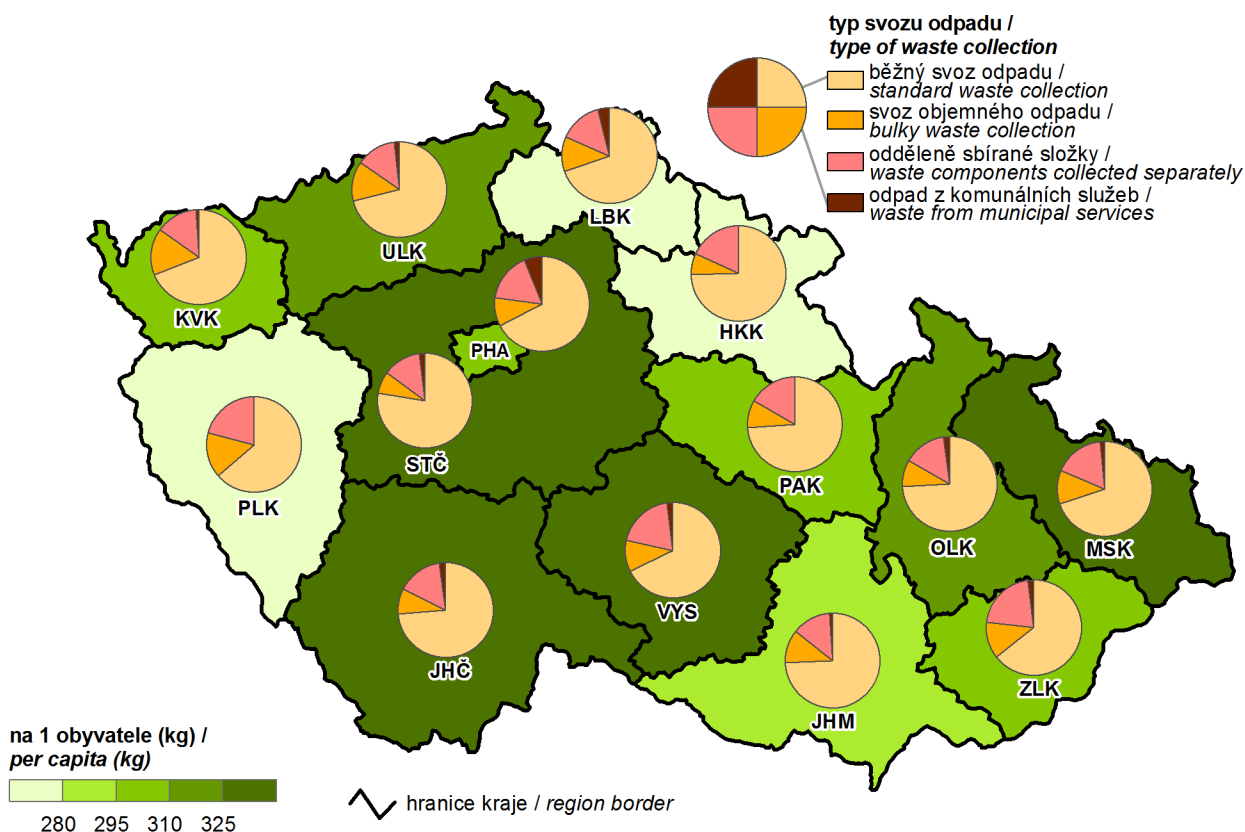 typ svozu odpadu /
type of waste collection
běžný svoz odpadu /
standard waste collection
svoz objemného odpadu /
bulky waste collection
odděleně sbírané složky /
waste components collected separately
odpad z komunálních služeb /
waste from municipal services
LBK
ULK
KVK
HKK
PHA
STČ
PLK
PAK
OLK
MSK
VYS
JHČ
ZLK
JHM
na 1 obyvatele (kg) /
per capita (kg)
280 295 310 325
hranice kraje / region border